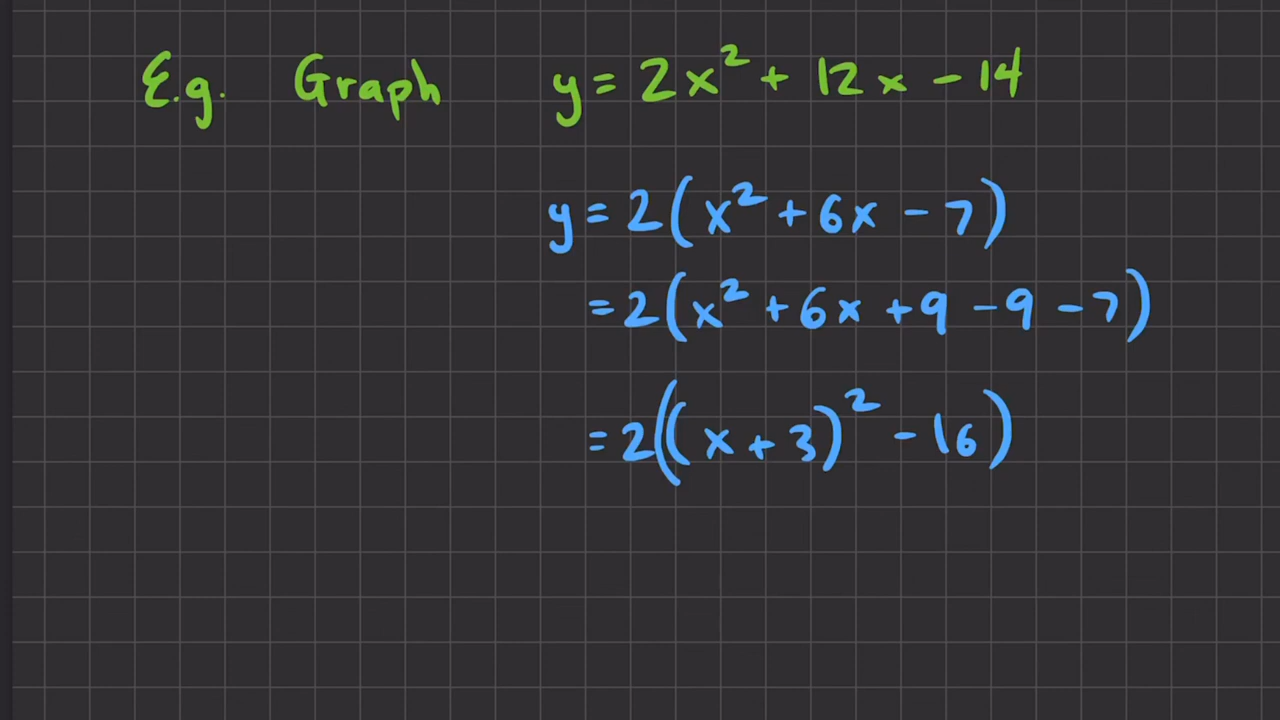 E.g. Graph y = 2x² + 12x - 14
y = 2(x² + 6x - 7)
= 2(x² + 6x + 9 - 9 - 7)
= 2((x + 3)² - 16)